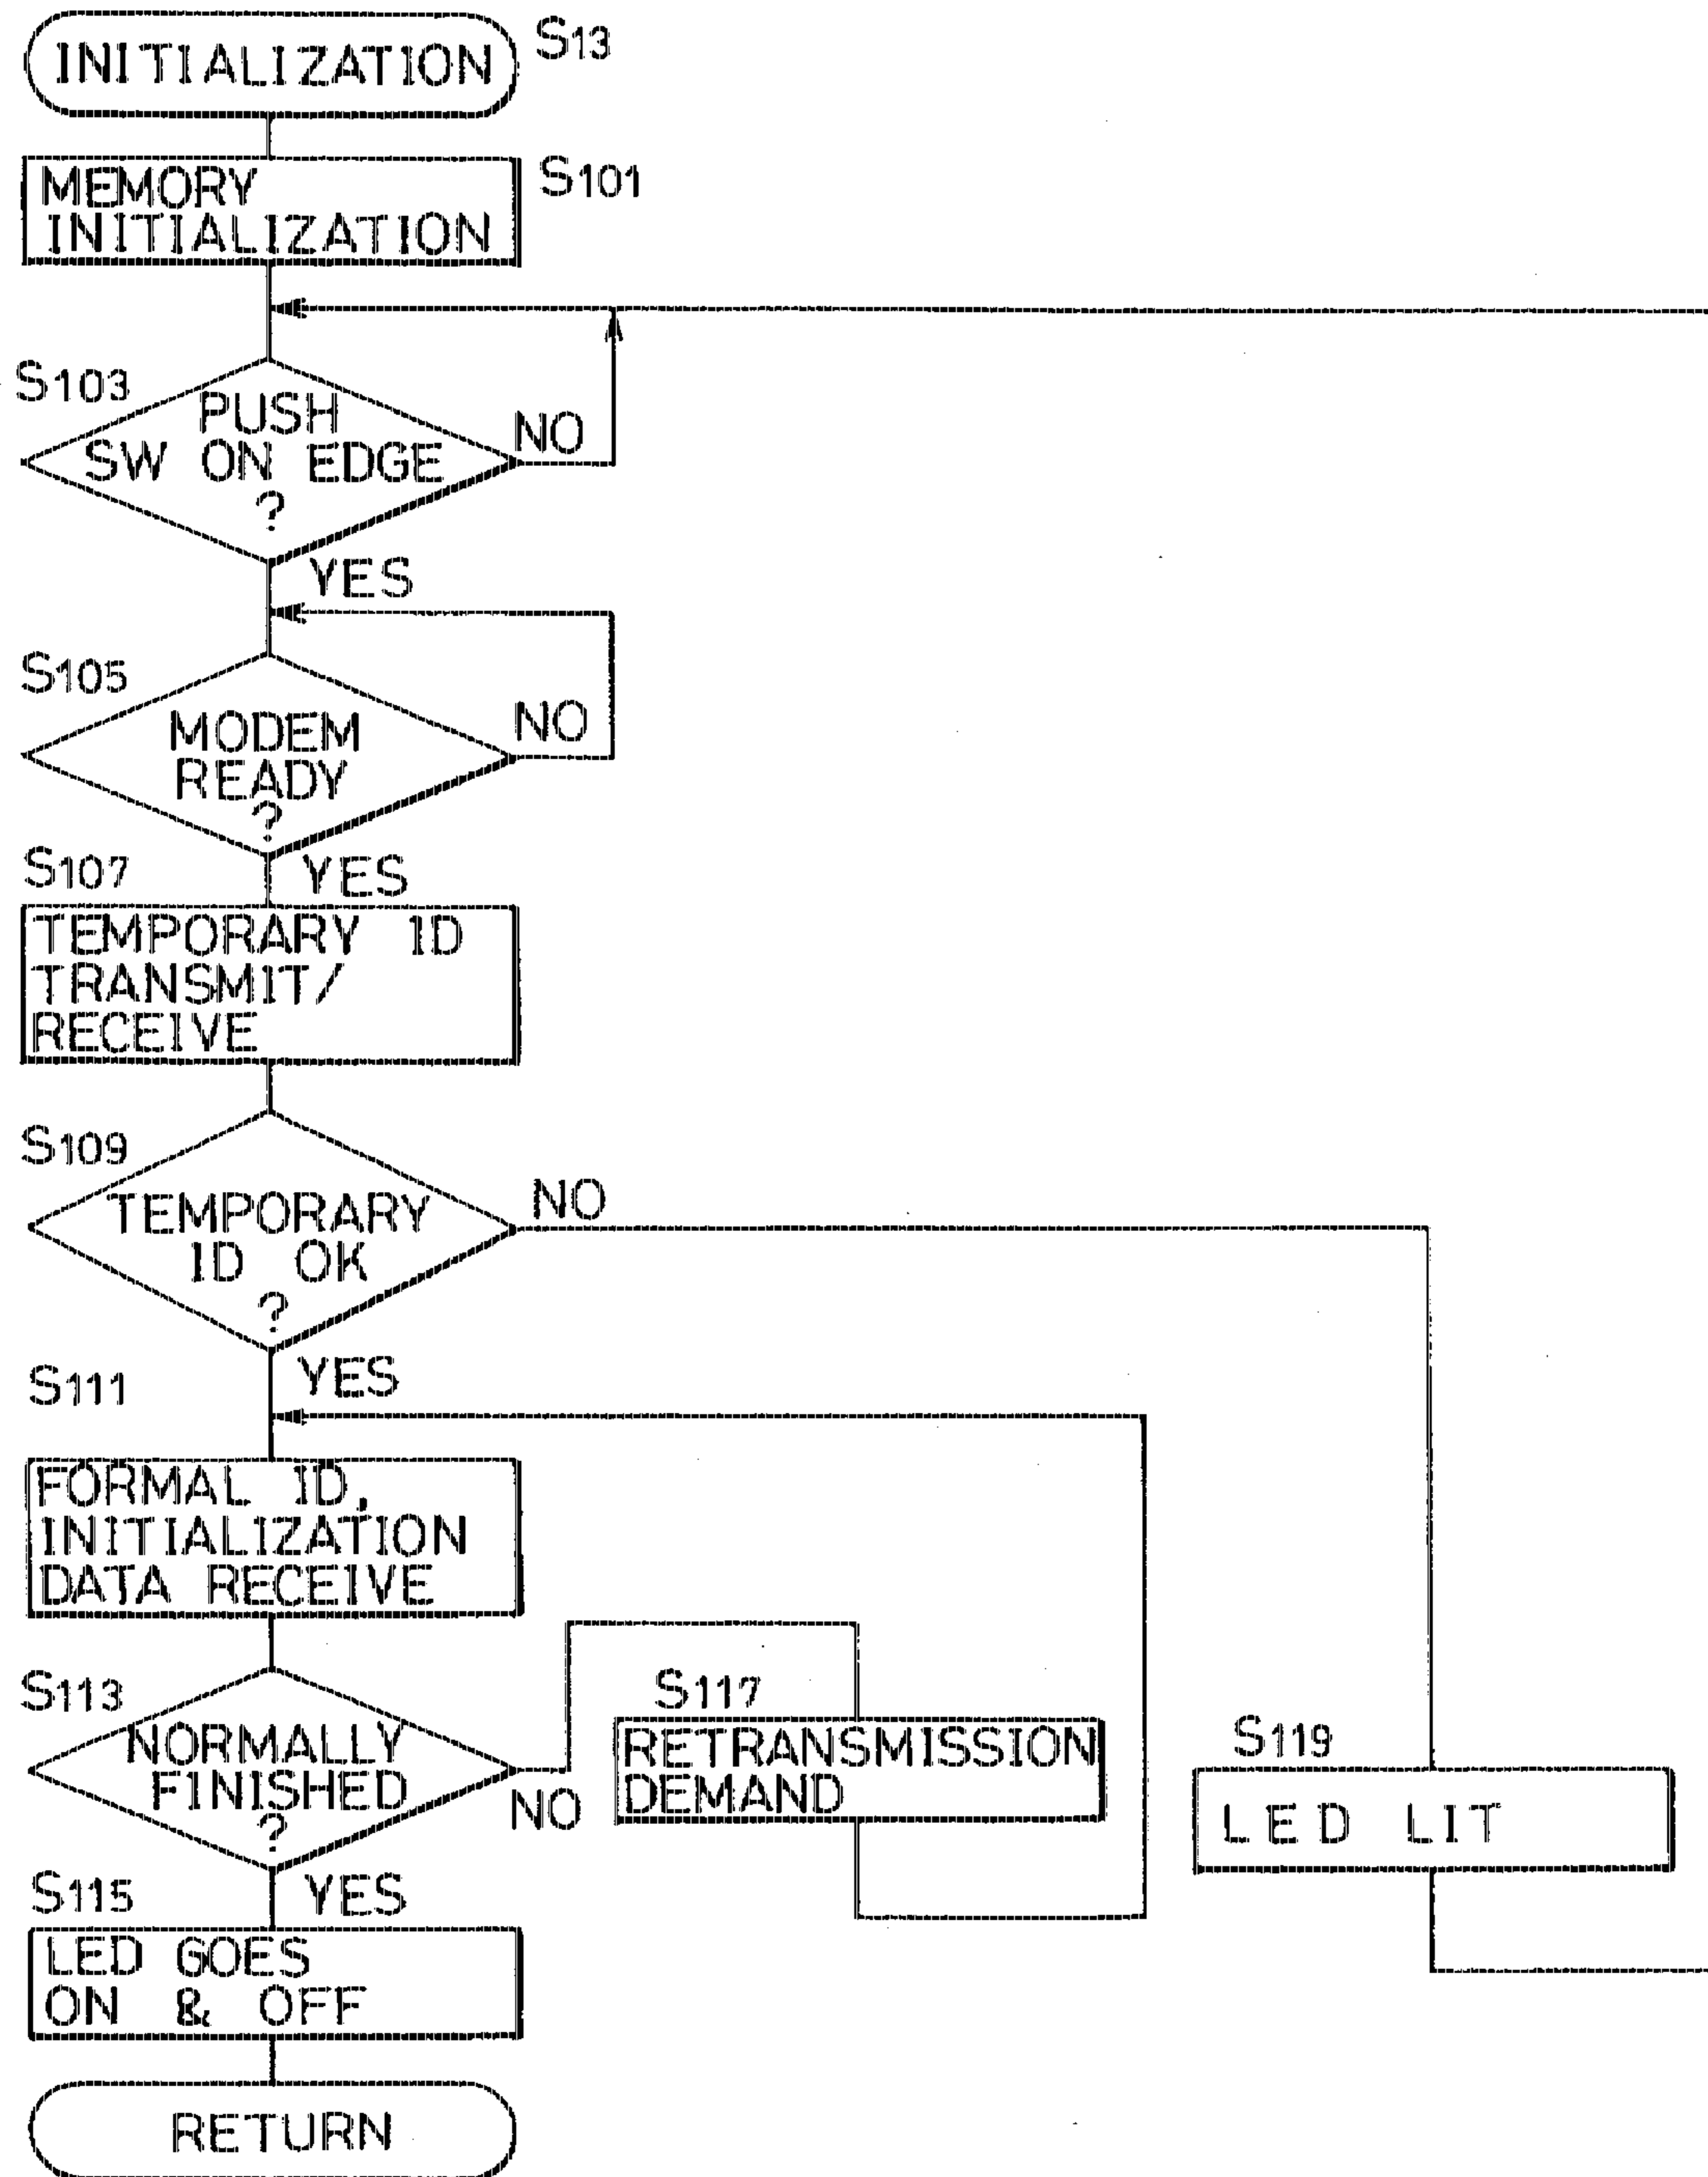 INITIALIZATION
S13
MEMORY
INITIALIZATION
S101
S103
PUSH
SW ON EDGE
?
NO
YES
S105
MODEM
READY
?
NO
S107
YES
TEMPORARY ID
TRANSMIT/
RECEIVE
S109
TEMPORARY
ID OK
?
NO
S111
YES
FORMAL ID,
INITIALIZATION
DATA RECEIVE
S113
NORMALLY
FINISHED
?
NO
S117
RETRANSMISSION
DEMAND
S119
LED LIT
S115
YES
LED GOES
ON & OFF
RETURN